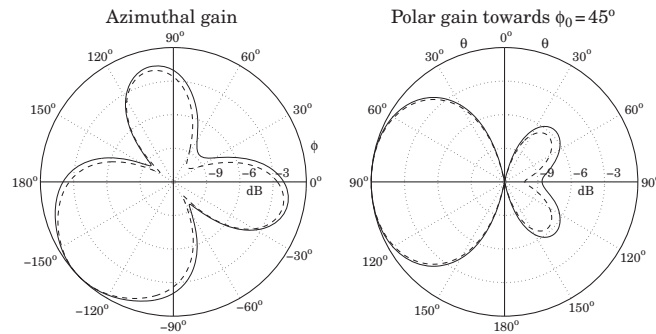 Azimuthal gain
90°
120° 60°
150° 30°
φ
180° −9 −6 −3 0°
dB
−150° −30°
−120° −60°
−90°
Polar gain towards φ₀ = 45°
0°
θ θ
30° 30°
60° 60°
90° −9 −6 −3 90°
dB
120° 120°
150° 150°
180°